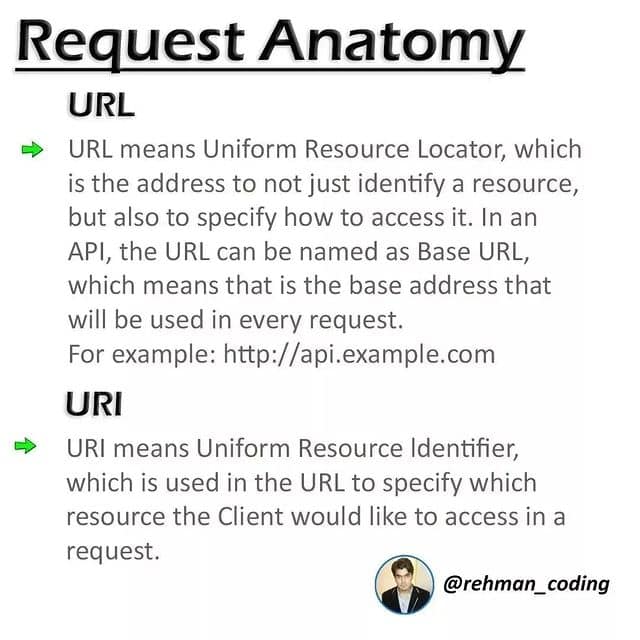 Request Anatomy
URL
URL means Uniform Resource Locator, which
is the address to not just identify a resource,
but also to specify how to access it. In an
API, the URL can be named as Base URL,
which means that is the base address that
will be used in every request.
For example: http://api.example.com
URI
URI means Uniform Resource Identifier,
which is used in the URL to specify which
resource the Client would like to access in a
request.
@rehman_coding